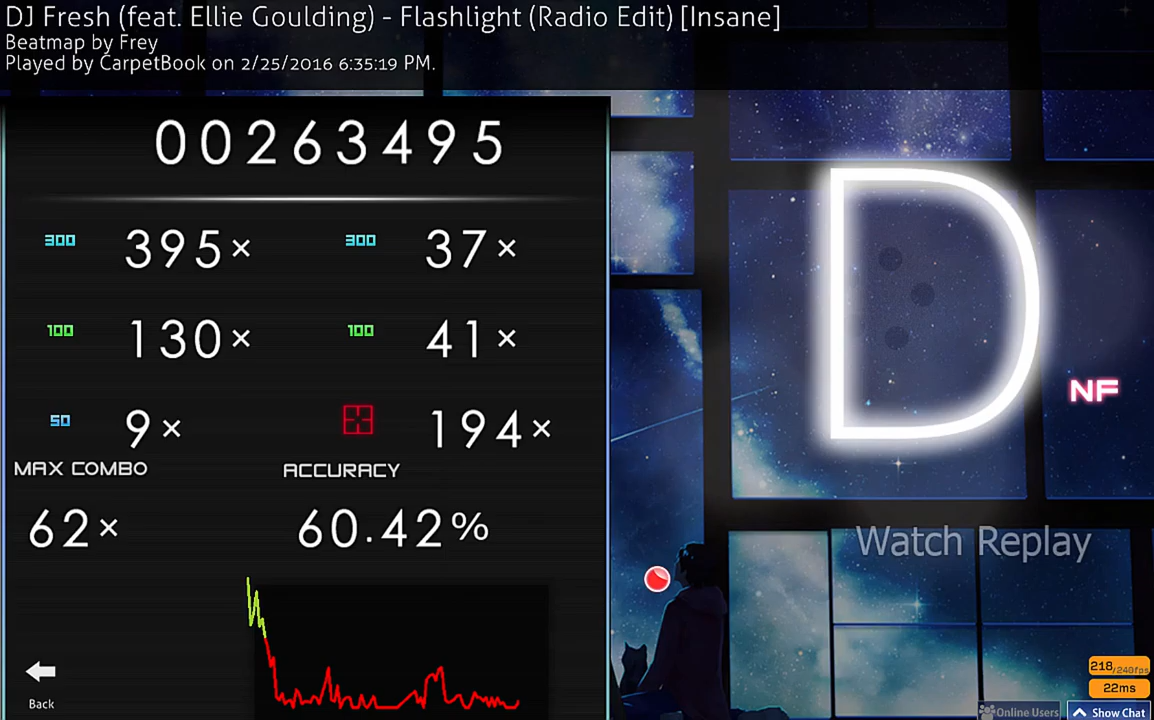 DJ Fresh (feat. Ellie Goulding) - Flashlight (Radio Edit) [Insane]
Beatmap by Frey
Played by CarpetBook on 2/25/2016 6:35:19 PM.
00263495
300 395× 300 37×
100 130× 100 41×
50 9× 194×
MAX COMBO ACCURACY
62× 60.42%
D
NF
Watch Replay
Back
218/240fps
22ms
Online Users Show Chat